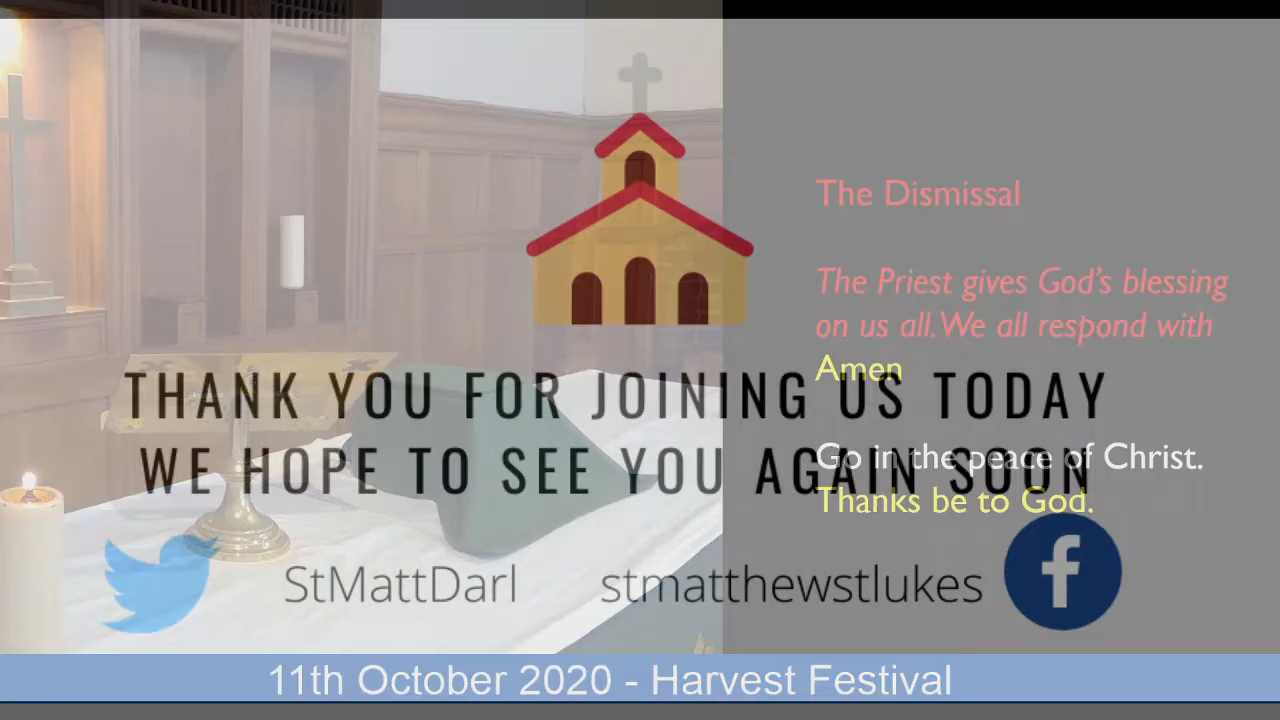 The Dismissal
The Priest gives God's blessing
on us all. We all respond with
Amen
Go in the peace of Christ.
Thanks be to God.
THANK YOU FOR JOINING US TODAY
WE HOPE TO SEE YOU AGAIN SOON
StMattDarl
stmatthewstlukes
11th October 2020 - Harvest Festival